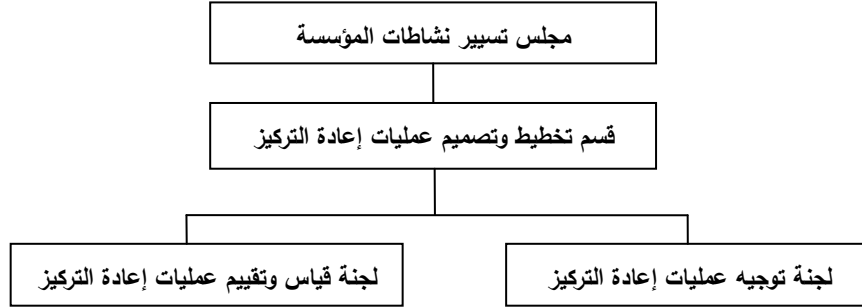 مجلس تسيير نشاطات المؤسسة
قسم تخطيط وتصميم عمليات إعادة التركيز
لجنة توجيه عمليات إعادة التركيز
لجنة قياس وتقييم عمليات إعادة التركيز